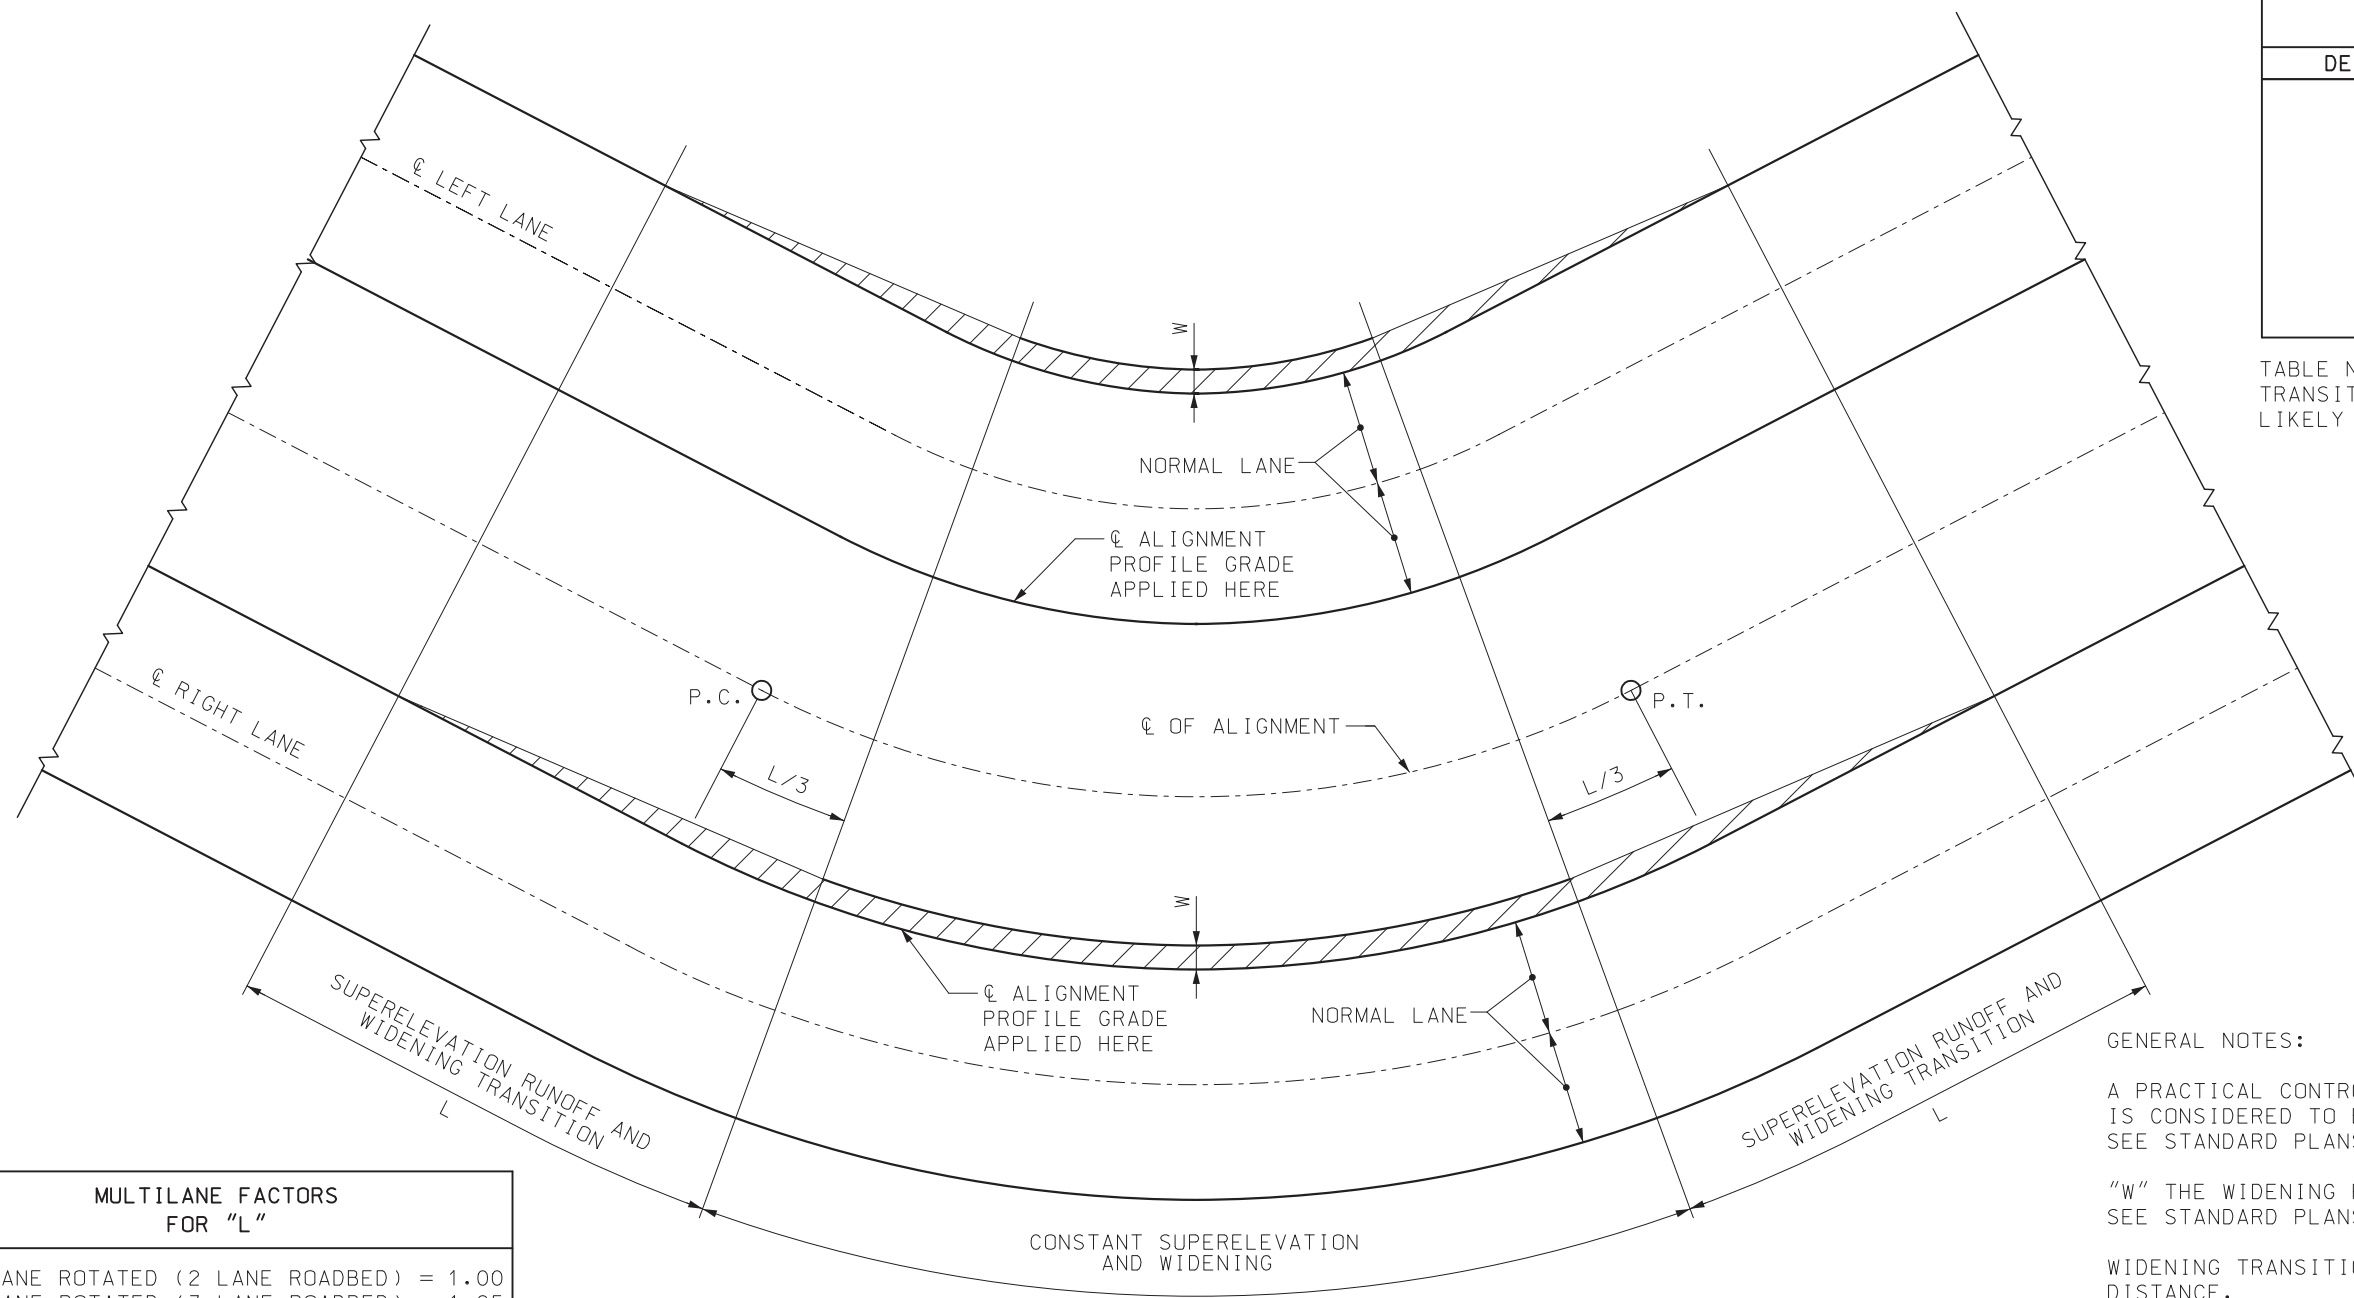 DE
TABLE
TRANSIT
LIKELY
℄ LEFT LANE
W
NORMAL LANE
℄ ALIGNMENT
PROFILE GRADE
APPLIED HERE
℄ RIGHT LANE
P.C.
P.T.
℄ OF ALIGNMENT
L/3
L/3
W
℄ ALIGNMENT
PROFILE GRADE
APPLIED HERE
NORMAL LANE
SUPERELEVATION RUNOFF AND
WIDENING TRANSITION
L
SUPERELEVATION RUNOFF AND
WIDENING TRANSITION
L
CONSTANT SUPERELEVATION
AND WIDENING
MULTILANE FACTORS
FOR "L"
ANE ROTATED (2 LANE ROADBED) = 1.00
GENERAL NOTES:
A PRACTICAL CONTR
IS CONSIDERED TO
SEE STANDARD PLAN
"W" THE WIDENING
SEE STANDARD PLAN
WIDENING TRANSITI
DISTANCE.